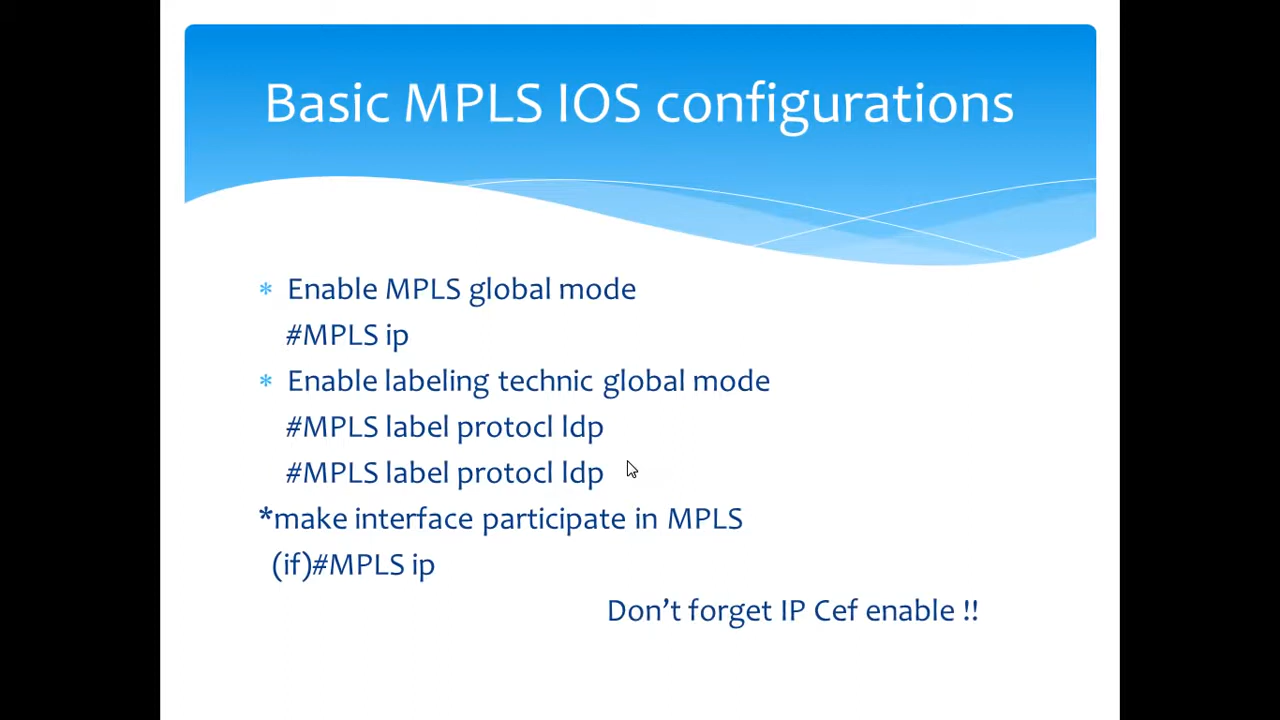 Basic MPLS IOS configurations
* Enable MPLS global mode
#MPLS ip
* Enable labeling technic global mode
#MPLS label protocl ldp
#MPLS label protocl ldp
*make interface participate in MPLS
(if)#MPLS ip
Don’t forget IP Cef enable !!